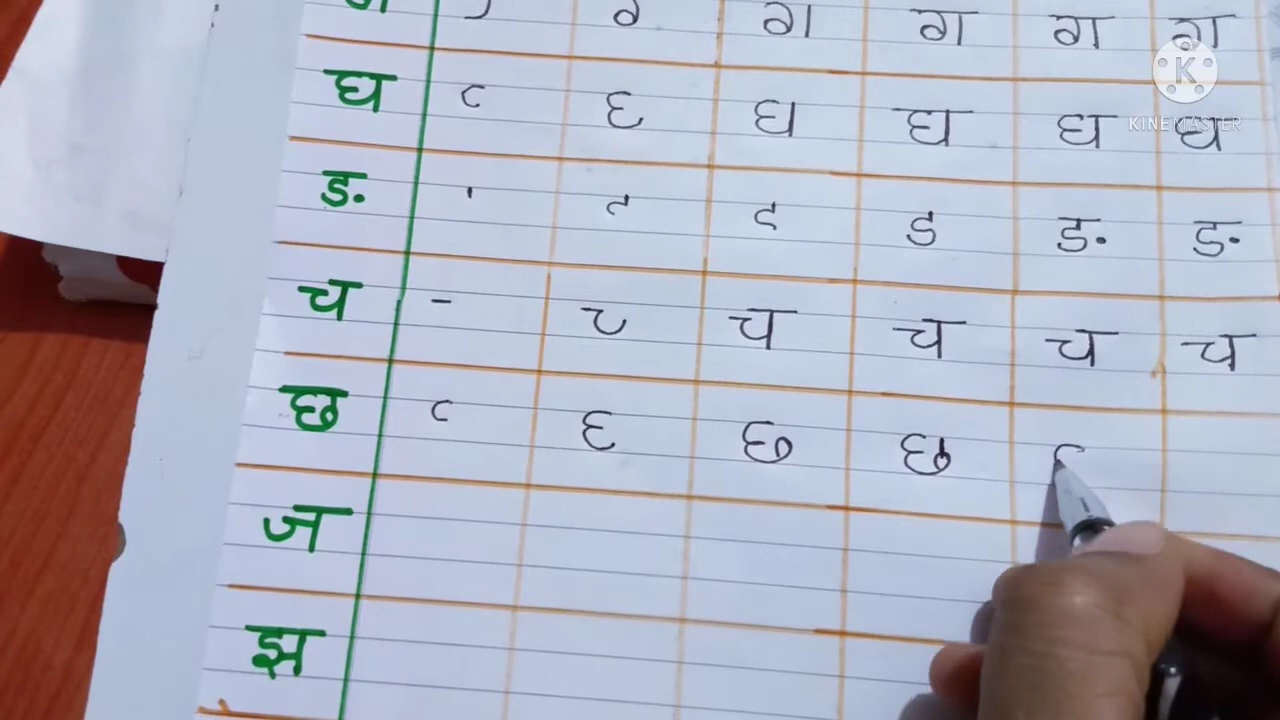 ग ग ग ग ग
घ घ घ घ घ
ङ ड ङ ङ
च च च च च च
छ छ छ
ज
झ
K
KINEMASTER